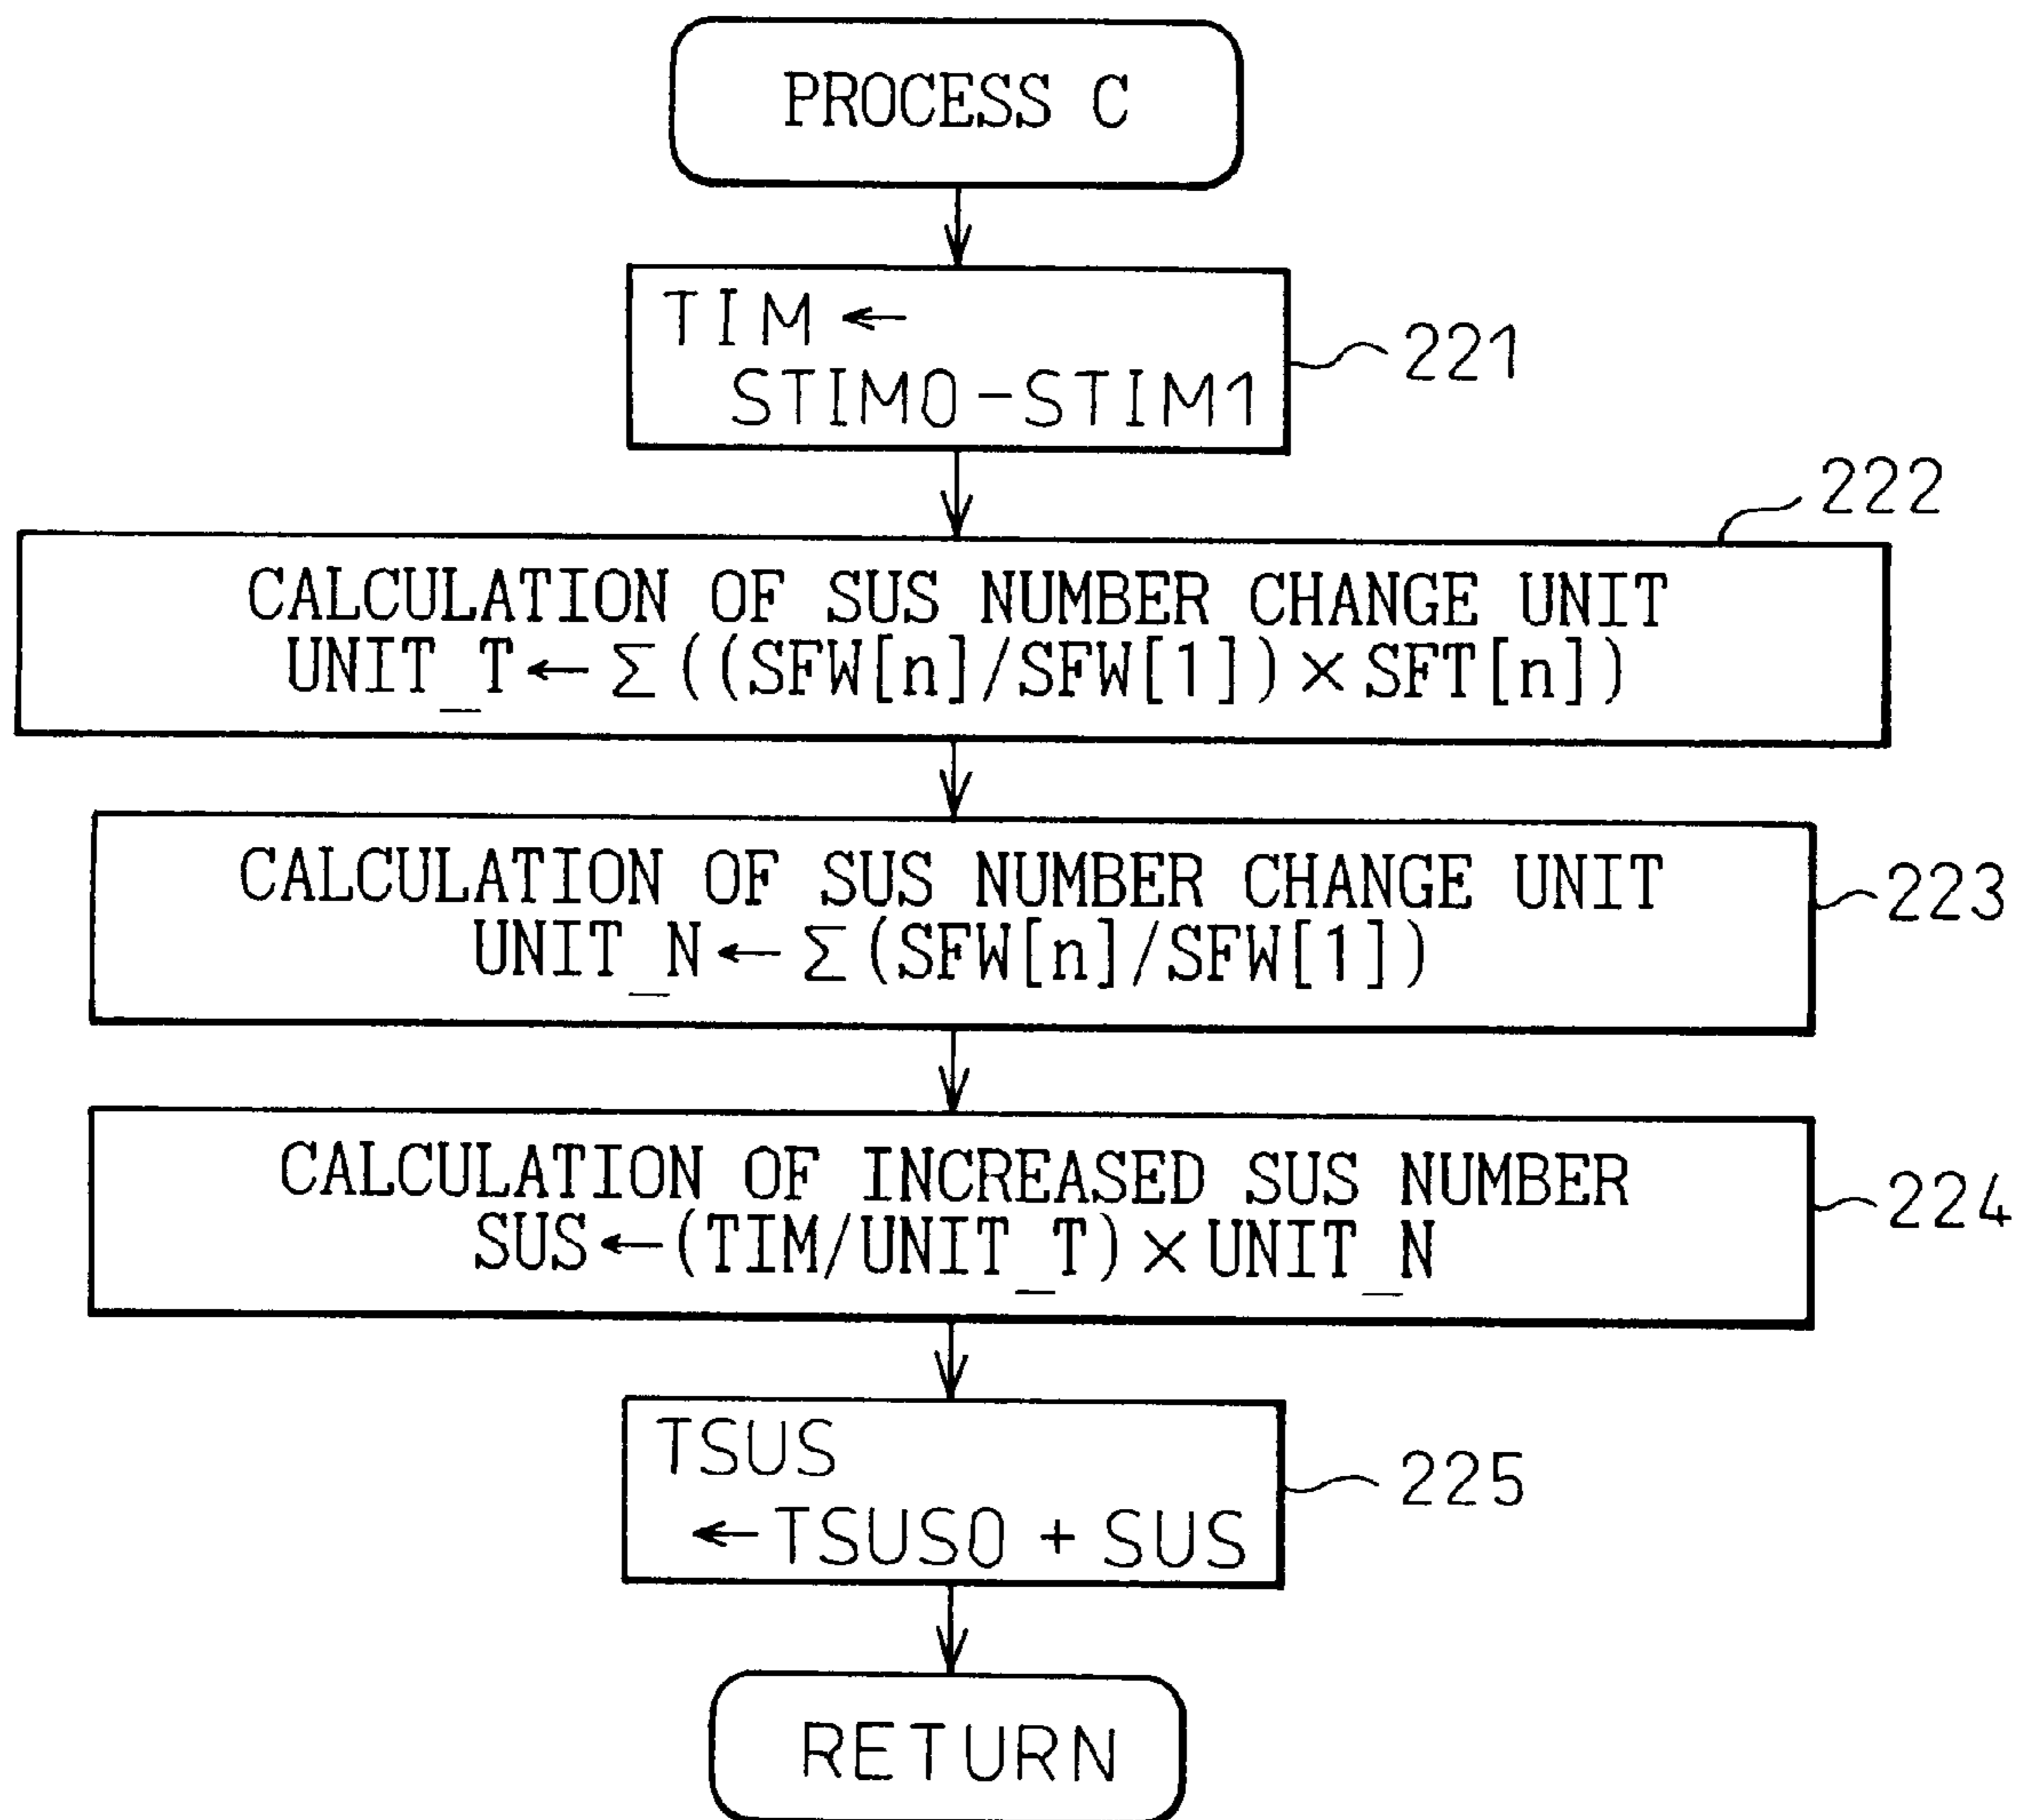 PROCESS C
TIM ←
STIM0 - STIM1
221
222
CALCULATION OF SUS NUMBER CHANGE UNIT
UNIT_T ← Σ((SFW[n]/SFW[1])×SFT[n])
CALCULATION OF SUS NUMBER CHANGE UNIT
UNIT_N ← Σ(SFW[n]/SFW[1])
223
CALCULATION OF INCREASED SUS NUMBER
SUS ← (TIM/UNIT_T)×UNIT_N
224
TSUS
← TSUS0 + SUS
225
RETURN